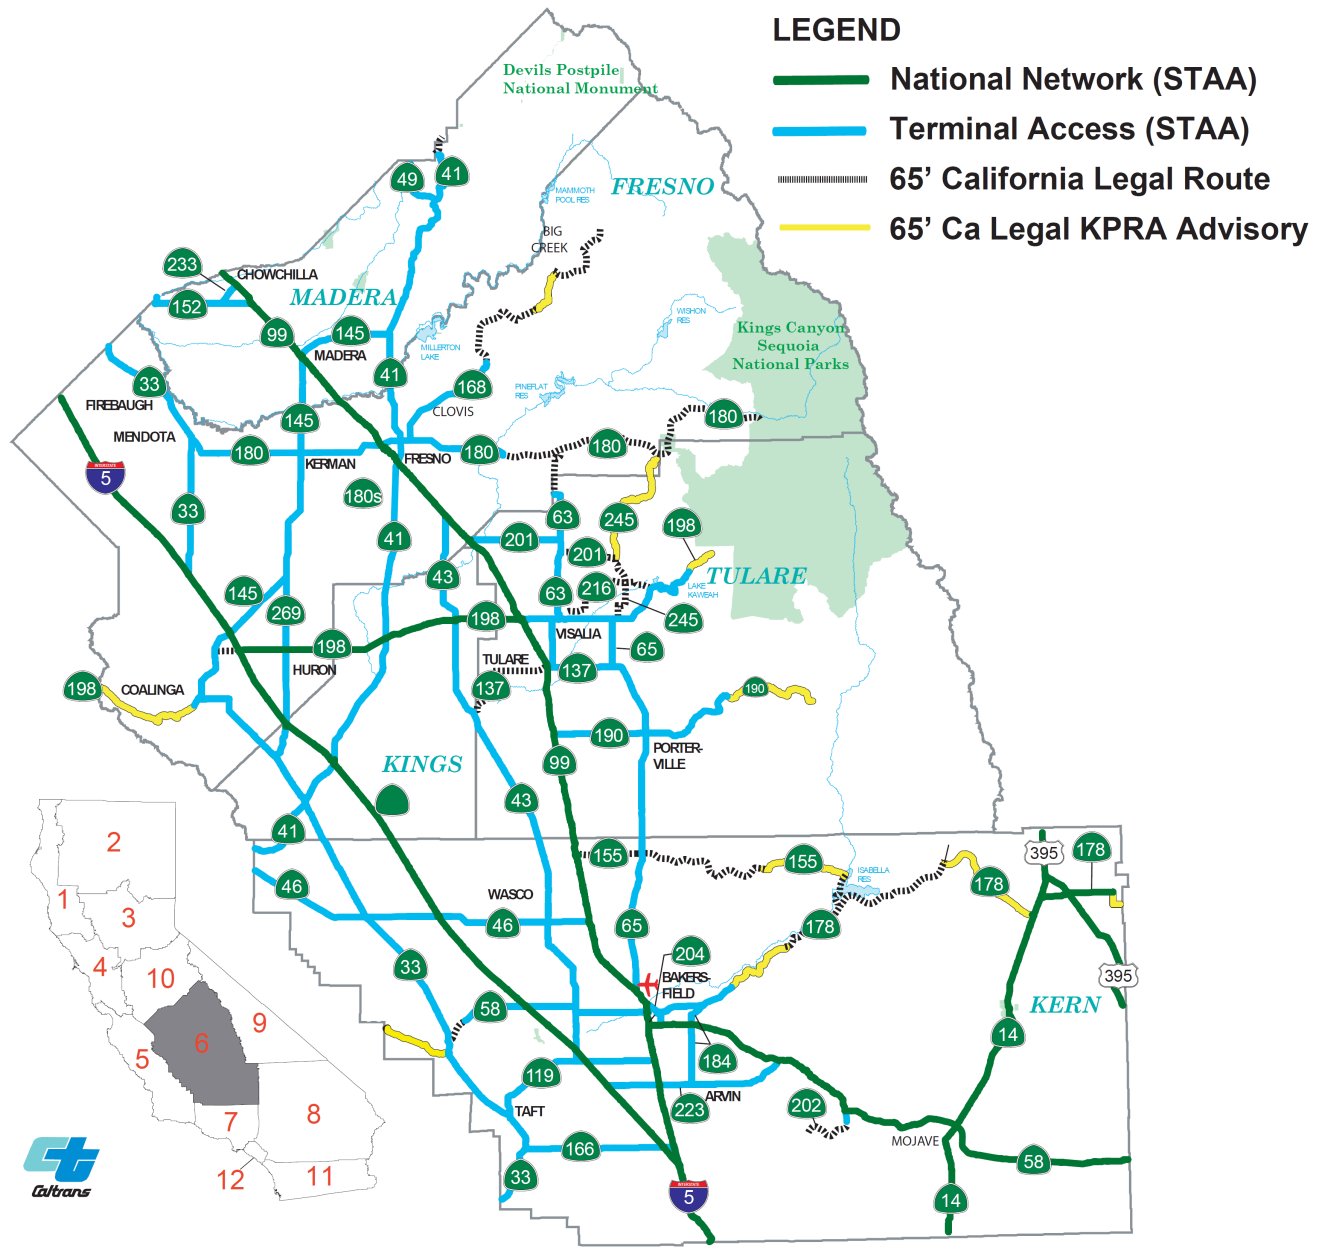 LEGEND
National Network (STAA)
Terminal Access (STAA)
65' California Legal Route
65' Ca Legal KPRA Advisory
Devils Postpile
National Monument
49
41
MAMMOTH
POOL RES
FRESNO
BIG
CREEK
233
CHOWCHILLA
152
MADERA
99
145
MADERA
MILLERTON
LAKE
WISHON
RES
Kings Canyon
Sequoia
National Parks
33
41
168
PINEFLAT
RES
FIREBAUGH
CLOVIS
145
180
MENDOTA
180
KERMAN
FRESNO
180
180
INTERSTATE
5
180s
33
41
63
245
198
201
201
43
145
269
63
216
LAKE
KAWEAH
TULARE
245
198
198
VISALIA
65
HURON
TULARE
137
137
198
COALINGA
190
190
PORTER-
VILLE
KINGS
99
43
41
155
155
395
178
ISABELLA
RES
46
WASCO
46
65
178
178
204
BAKERS-
FIELD
33
395
58
KERN
14
184
119
ARVIN
223
TAFT
202
MOJAVE
166
58
33
INTERSTATE
5
14
2
1
3
4
10
9
6
5
7
8
12
11
Caltrans